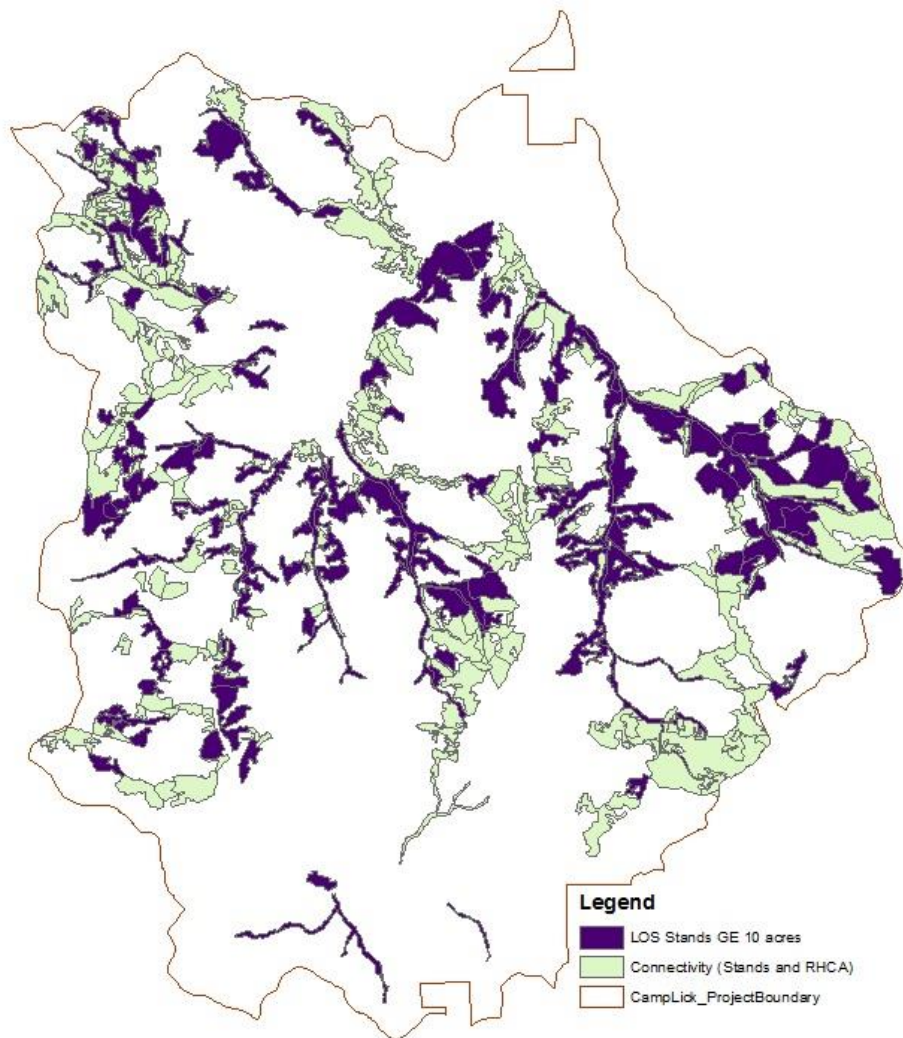 Legend
LOS Stands GE 10 acres
Connectivity (Stands and RHCA)
CampLick_ProjectBoundary